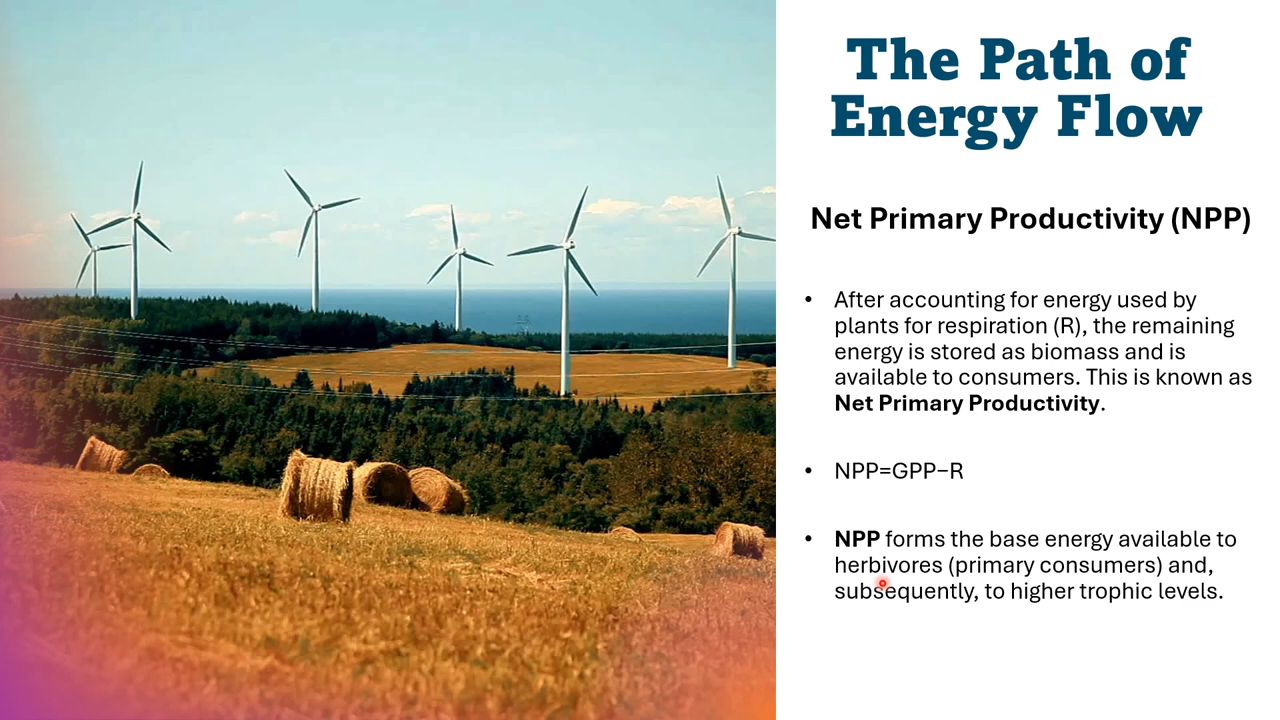 The Path of
Energy Flow
Net Primary Productivity (NPP)
• After accounting for energy used by
plants for respiration (R), the remaining
energy is stored as biomass and is
available to consumers. This is known as
Net Primary Productivity.
• NPP=GPP−R
• NPP forms the base energy available to
herbivores (primary consumers) and,
subsequently, to higher trophic levels.